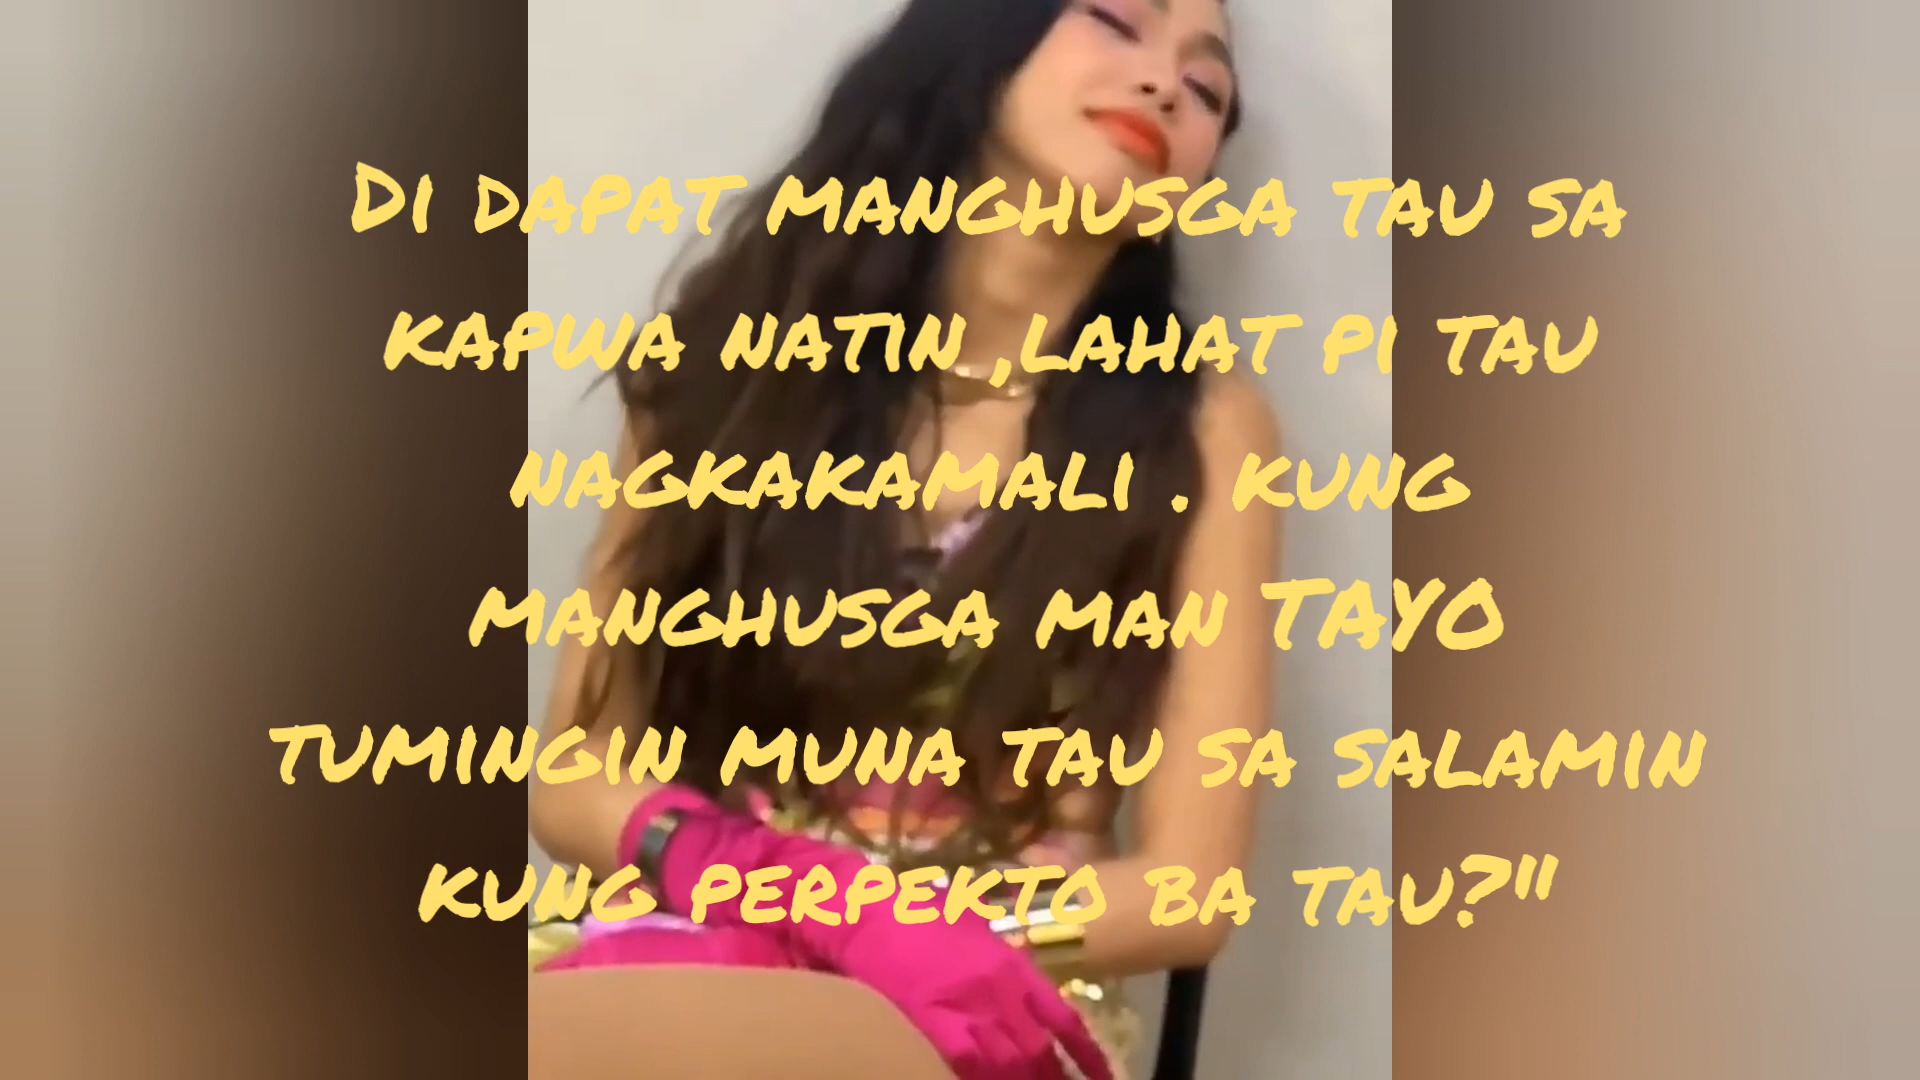 Di dapat manghusga tau sa
kapwa natin ,lahat pi tau
nagkakamali . kung
manghusga man TAYO
tumingin muna tau sa salamin
kung perpekto ba tau?"